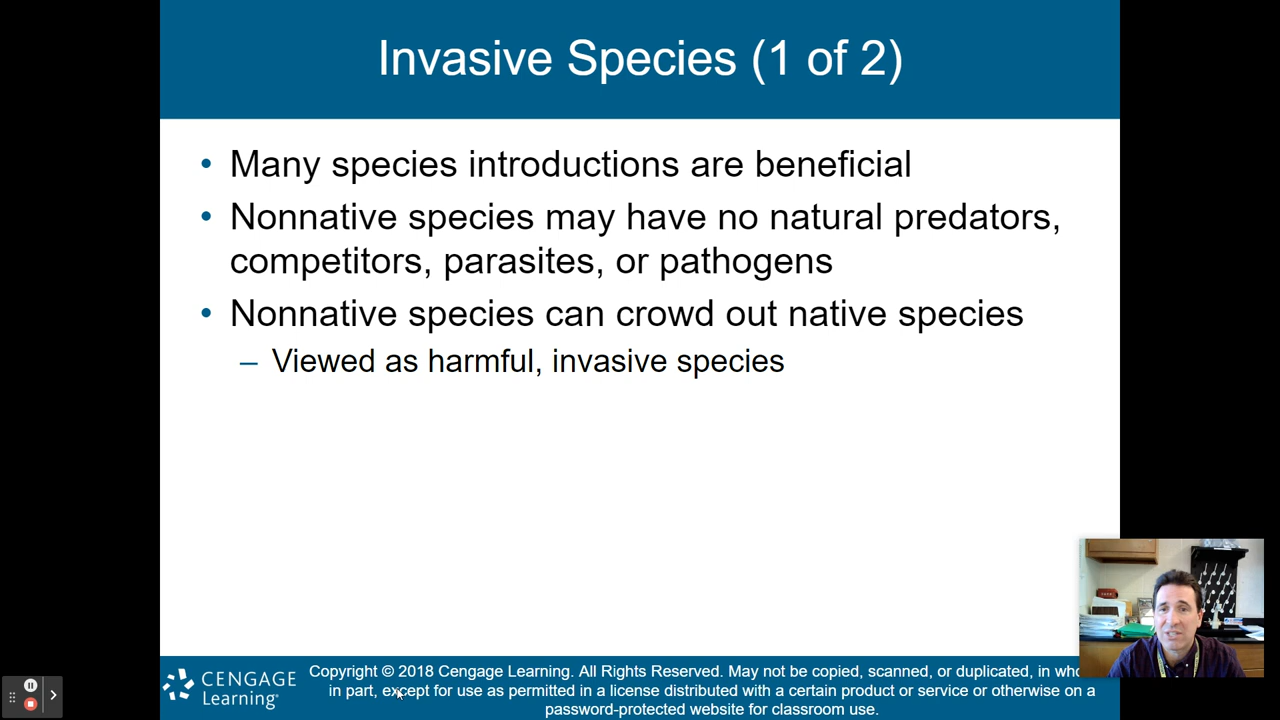 Invasive Species (1 of 2)
• Many species introductions are beneficial
• Nonnative species may have no natural predators,
competitors, parasites, or pathogens
• Nonnative species can crowd out native species
– Viewed as harmful, invasive species
CENGAGE
Learning
Copyright © 2018 Cengage Learning. All Rights Reserved. May not be copied, scanned, or duplicated, in
in part, except for use as permitted in a license distributed with a certain product or service or otherwise on a
password-protected website for classroom use.